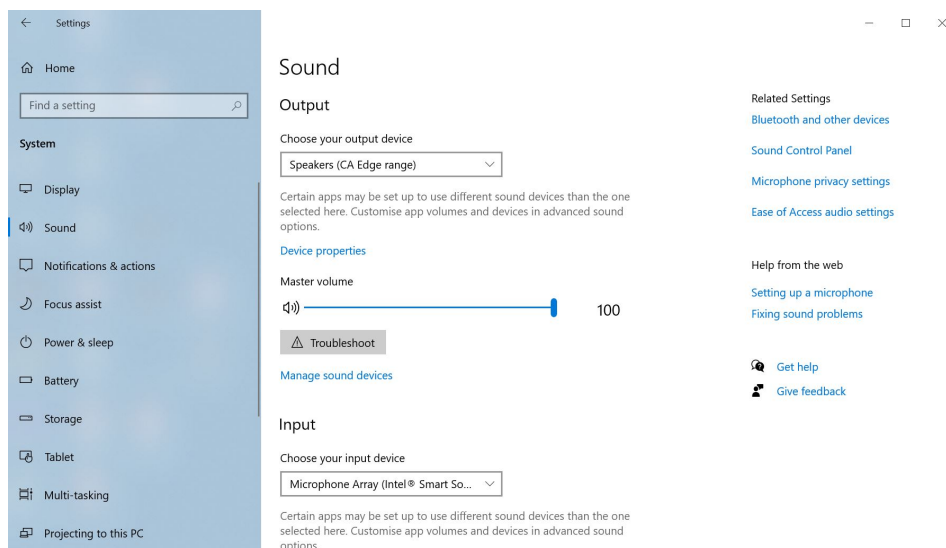 Settings
Home
Find a setting
System
Display
Sound
Notifications & actions
Focus assist
Power & sleep
Battery
Storage
Tablet
Multi-tasking
Projecting to this PC
Sound
Output
Choose your output device
Speakers (CA Edge range)
Certain apps may be set up to use different sound devices than the one
selected here. Customise app volumes and devices in advanced sound
options.
Device properties
Master volume
100
Troubleshoot
Manage sound devices
Input
Choose your input device
Microphone Array (Intel® Smart So...
Certain apps may be set up to use different sound devices than the one
selected here. Customise app volumes and devices in advanced sound
options.
Related Settings
Bluetooth and other devices
Sound Control Panel
Microphone privacy settings
Ease of Access audio settings
Help from the web
Setting up a microphone
Fixing sound problems
Get help
Give feedback